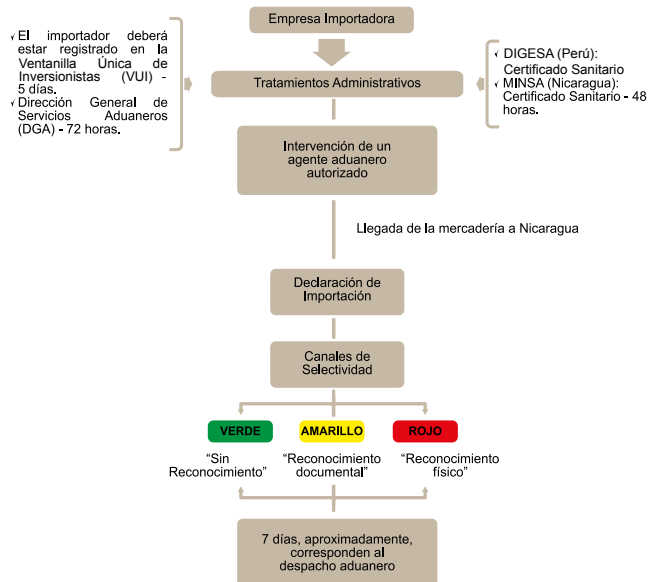 Empresa Importadora
√ El importador deberá
estar registrado en la
Ventanilla Única de
Inversionistas (VUI) -
5 días.
√ Dirección General de
Servicios Aduaneros
(DGA) - 72 horas.
Tratamientos Administrativos
√ DIGESA (Perú):
Certificado Sanitario
√ MINSA (Nicaragua):
Certificado Sanitario - 48
horas.
Intervención de un
agente aduanero
autorizado
Llegada de la mercadería a Nicaragua
Declaración de
Importación
Canales de
Selectividad
VERDE
AMARILLO
ROJO
“Sin
Reconocimiento”
“Reconocimiento
documental”
“Reconocimiento
físico”
7 días, aproximadamente,
corresponden al
despacho aduanero